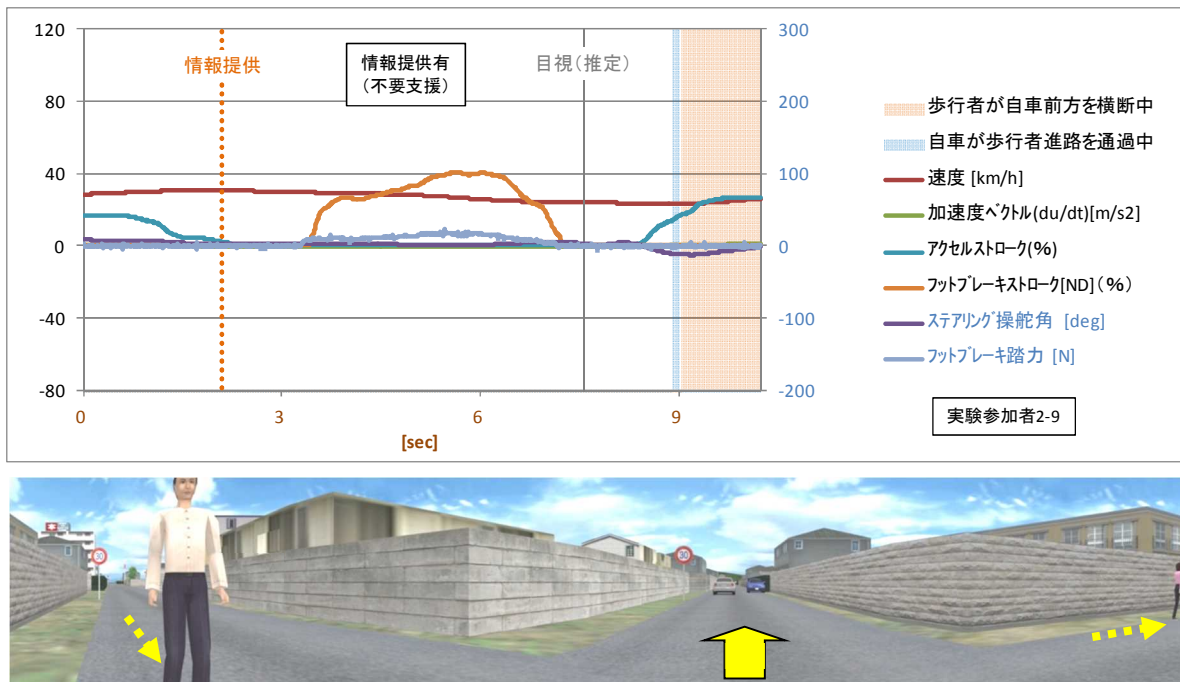 120
80
40
0
-40
-80
300
200
100
0
-100
-200
0
3
6
9
[sec]
情報提供
情報提供有
（不要支援）
目視（推定）
歩行者が自車前方を横断中
自車が歩行者進路を通過中
速度 [km/h]
加速度ベクトル(du/dt)[m/s2]
アクセルストローク(%)
フットブレーキストローク[ND]（%）
ステアリング操舵角 [deg]
フットブレーキ踏力 [N]
実験参加者2-9
30